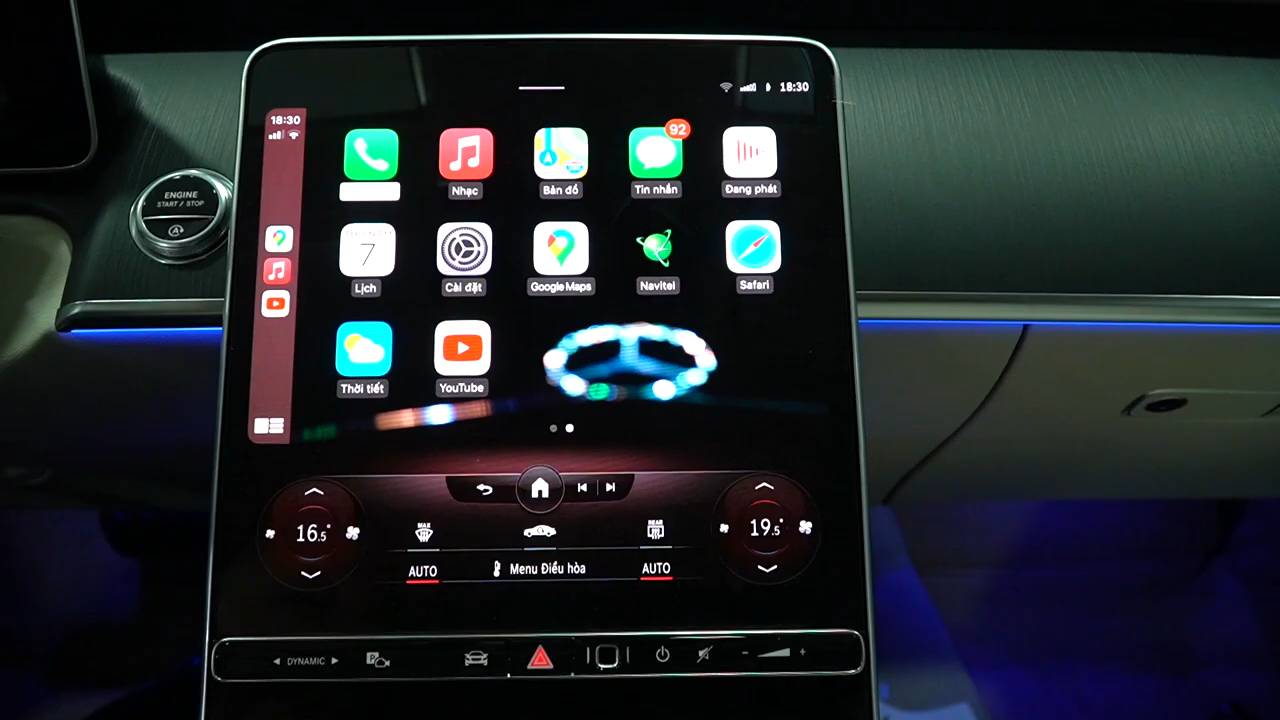 18:30
18:30
92
Nhạc
Bản đồ
Tin nhắn
Đang phát
ENGINE
START / STOP
A
7
Lịch
Cài đặt
Google Maps
Navitel
Safari
Thời tiết
YouTube
16.5°
MAX
REAR
19.5°
AUTO
Menu Điều hòa
AUTO
◄ DYNAMIC ►
P
- +